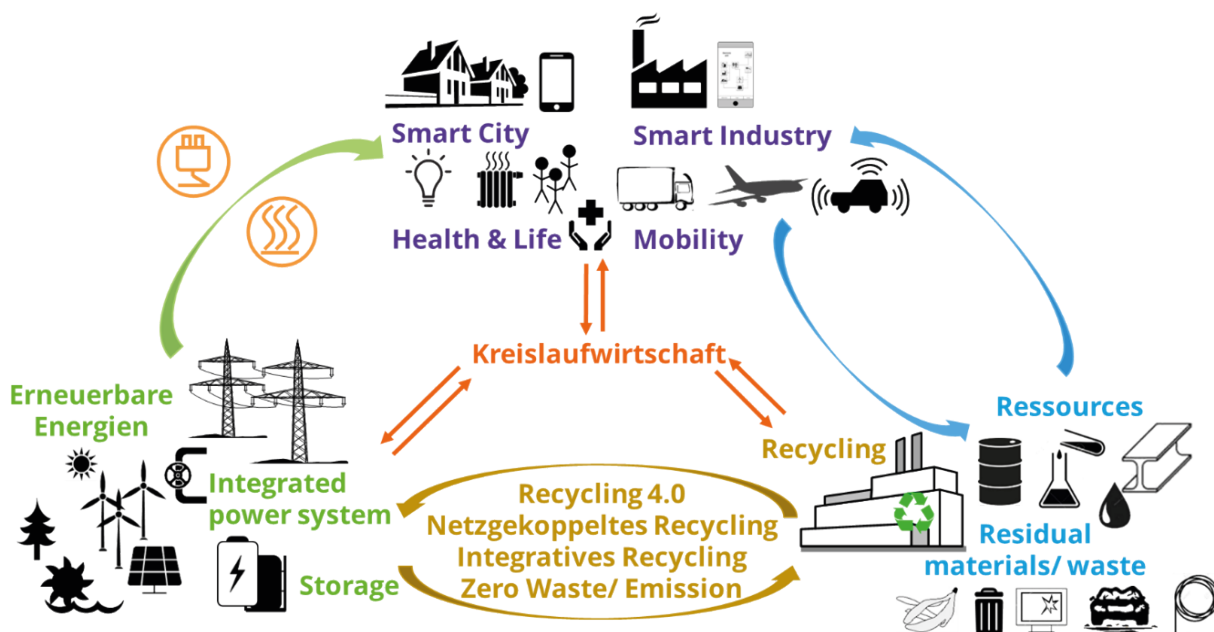 Smart City
Smart Industry
Health & Life
Mobility
Kreislaufwirtschaft
Erneuerbare
Energien
Integrated
power system
Storage
Recycling 4.0
Netzgekoppeltes Recycling
Integratives Recycling
Zero Waste/ Emission
Recycling
Ressources
Residual
materials/ waste